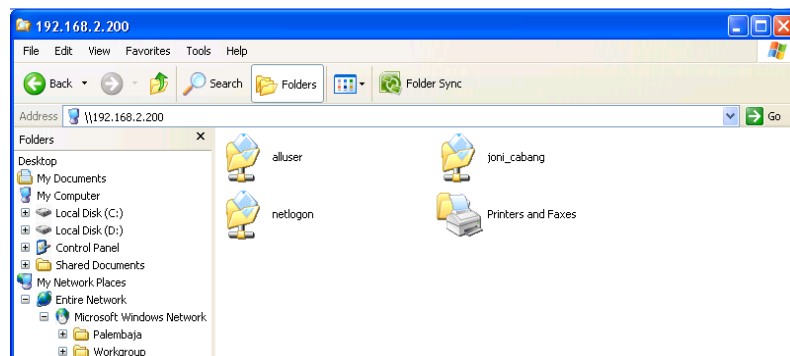 192.168.2.200
File Edit View Favorites Tools Help
Back Search Folders Folder Sync
Address \\192.168.2.200 Go
Folders
Desktop
My Documents
My Computer
Local Disk (C:)
Local Disk (D:)
Control Panel
Shared Documents
My Network Places
Entire Network
Microsoft Windows Network
Palembaja
Workgroup
alluser joni_cabang
netlogon Printers and Faxes